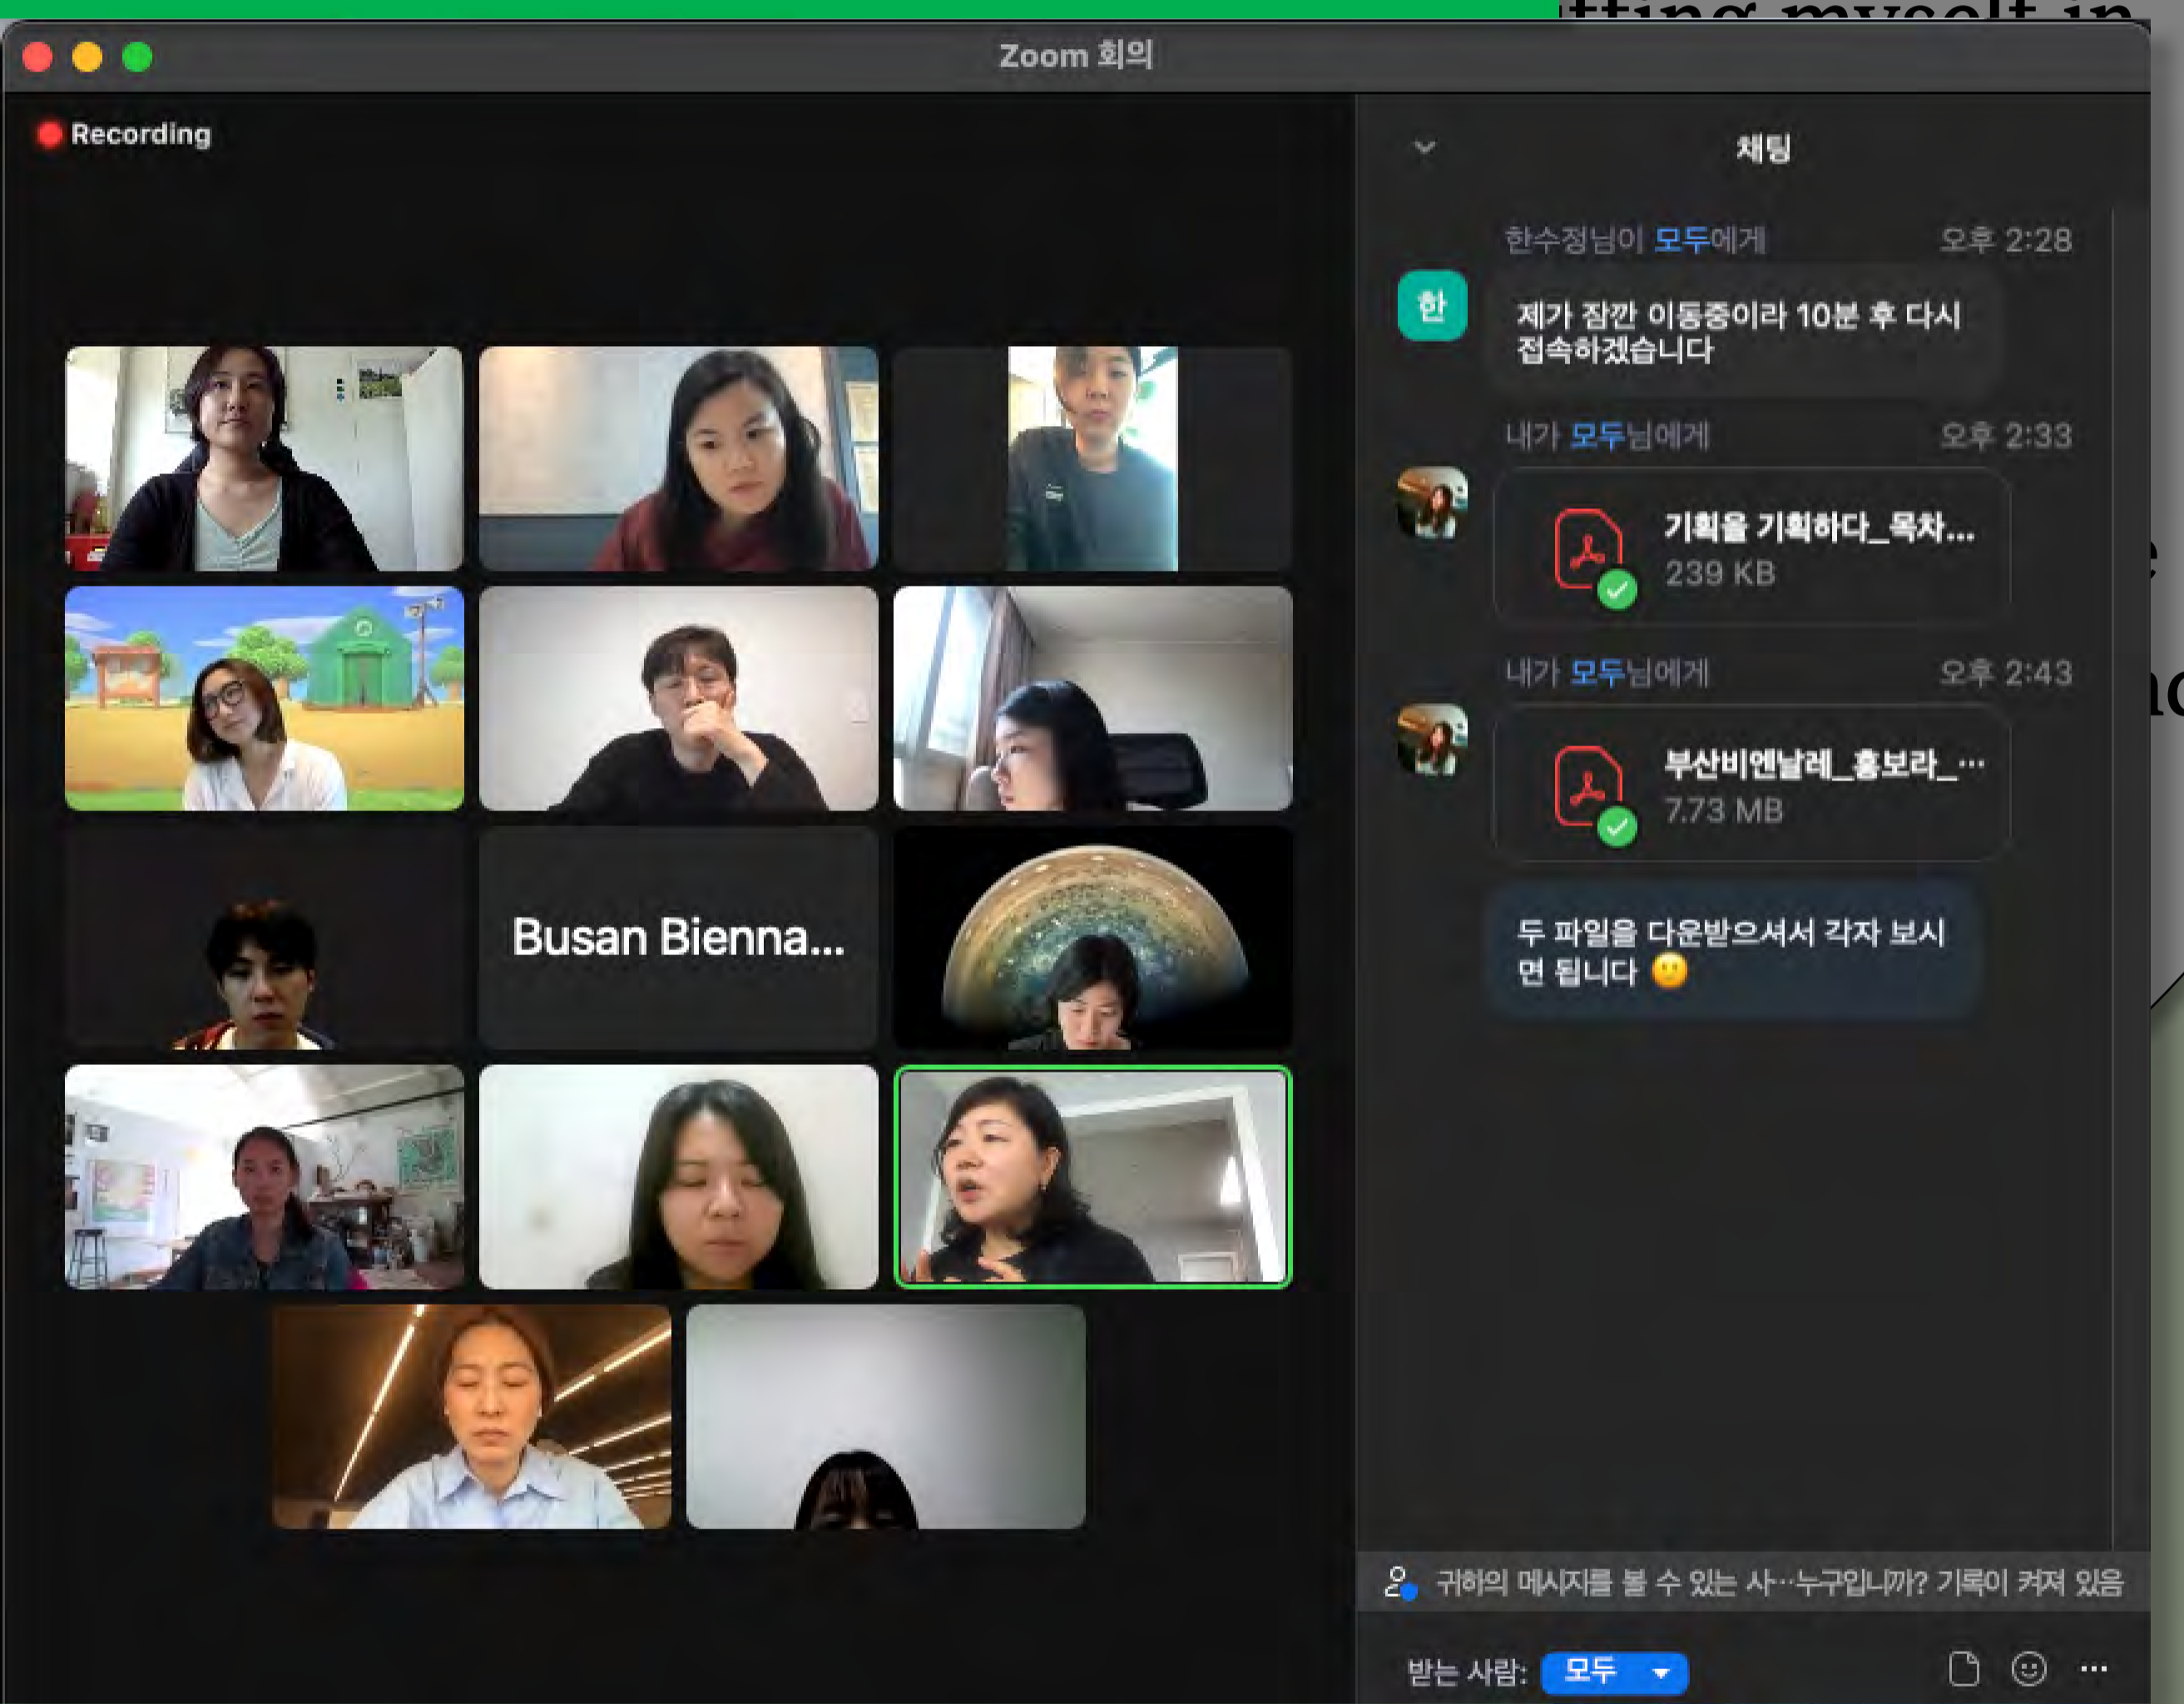 tting myself in
Zoom 회의
Recording
Busan Bienna...
채팅
한수정님이 모두에게 오후 2:28
한
제가 잠깐 이동중이라 10분 후 다시
접속하겠습니다
내가 모두님에게 오후 2:33
기획을 기획하다_목차...
239 KB
내가 모두님에게 오후 2:43
부산비엔날레_홍보라_...
7.73 MB
두 파일을 다운받으셔서 각자 보시
면 됩니다 🙂
귀하의 메시지를 볼 수 있는 사...누구입니까? 기록이 켜져 있음
받는 사람: 모두